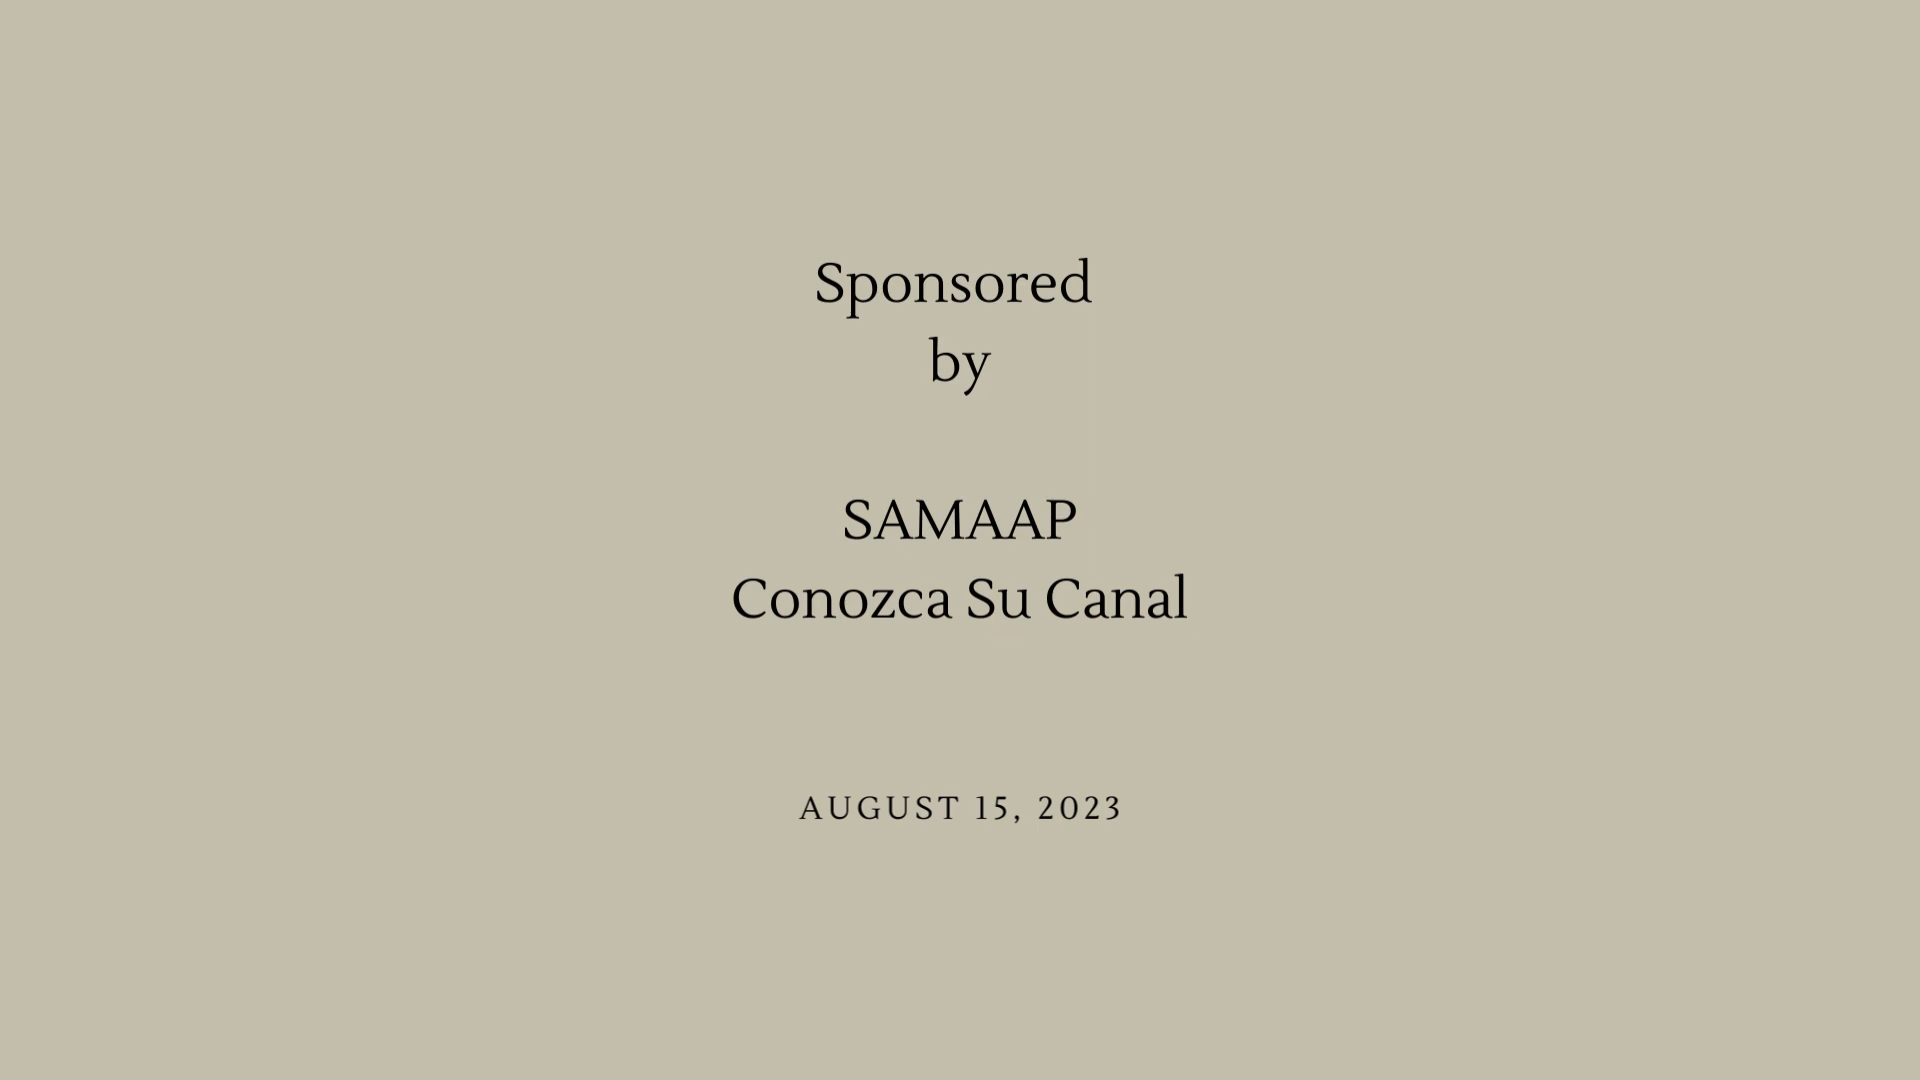 Sponsored
by
SAMAAP
Conozca Su Canal
AUGUST 15, 2023